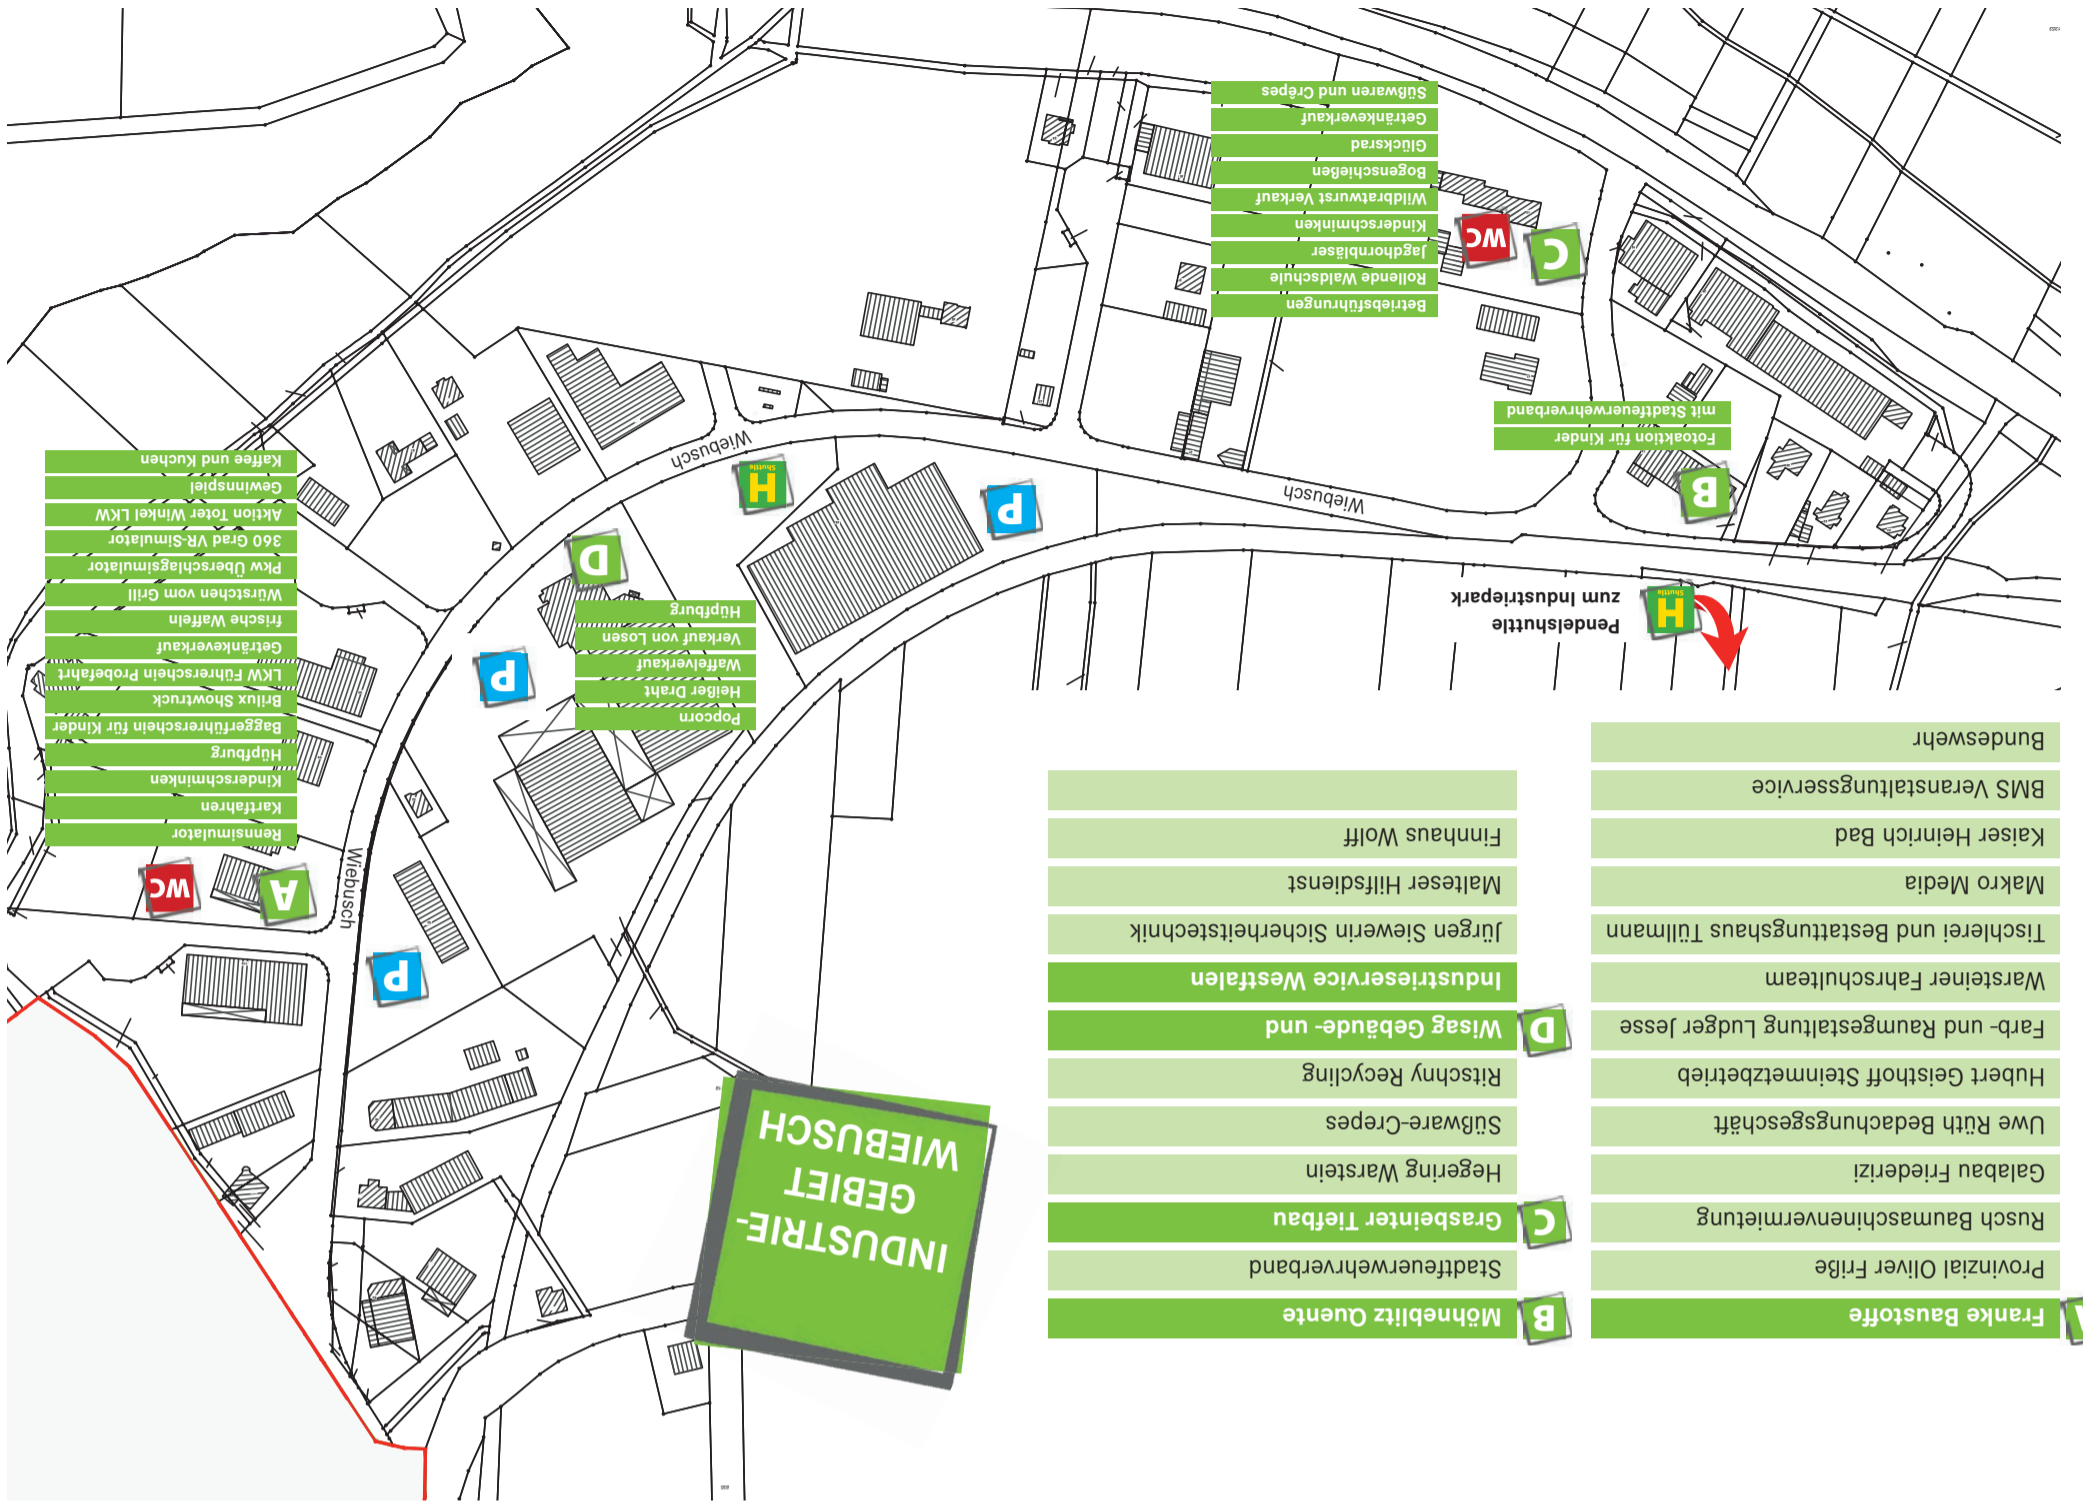 A
Franke Baustoffe
Provinzial Oliver Friße
Rusch Baumaschinenvermietung
Galabau Friederizi
Uwe Rüth Bedachungsgeschäft
Hubert Geisthoff Steinmetzbetrieb
Farb- und Raumgestaltung Ludger Jesse
Warsteiner Fahrschulteam
Tischlerei und Bestattungshaus Tüllmann
Makro Media
Kaiser Heinrich Bad
BMS Veranstaltungsservice
Bundeswehr
B
Möhneblitz Quente
Stadtfeuerwehrverband
C
Grasbeinter Tiefbau
Hegering Warstein
Süßware-Crepes
Ritschny Recycling
D
Wisag Gebäude- und
Industrieservice Westfalen
Jürgen Siewerin Sicherheitstechnik
Malteser Hilfsdienst
Finnhaus Wolff
INDUSTRIE-
GEBIET
WIEBUSCH
P
A
WC
Wiebusch
Rennsimulator
Kartfahren
Kinderschminken
Hüpfburg
Baggerführerschein für Kinder
Brilux Showtruck
LKW Führerschein Probefahrt
Getränkeverkauf
frische Waffeln
Würstchen vom Grill
Pkw Überschlagsimulator
360 Grad VR-Simulator
Aktion Toter Winkel LKW
Gewinnspiel
Kaffee und Kuchen
Popcorn
Heißer Draht
Waffelverkauf
Verkauf von Losen
Hüpfburg
P
D
Pendelshuttle
zum Industriepark
H
Shuttle
P
H
Shuttle
Wiebusch
Wiebusch
B
Fotoaktion für Kinder
mit Stadtfeuerwehrverband
Betriebsführungen
Rollende Waldschule
Jagdhornbläser
Kinderschminken
Wildbratwurst Verkauf
Bogenschießen
Glücksrad
Getränkeverkauf
Süßwaren und Crêpes
C
WC